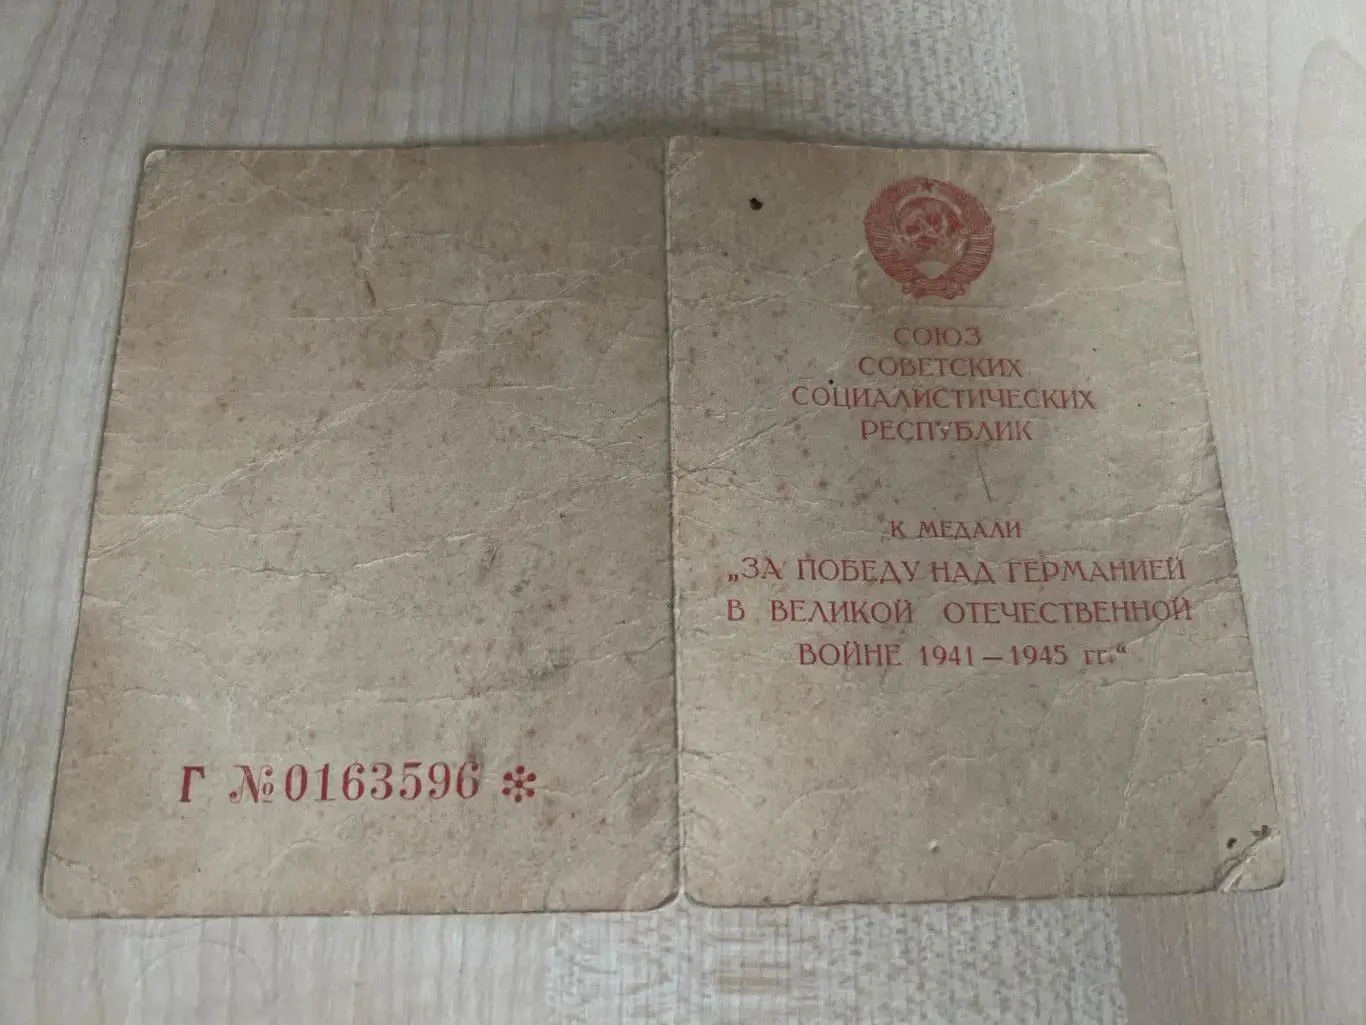 Г №0163596 *
СОЮЗ
СОВЕТСКИХ
СОЦИАЛИСТИЧЕСКИХ
РЕСПУБЛИК
К МЕДАЛИ
„ЗА ПОБЕДУ НАД ГЕРМАНИЕЙ
В ВЕЛИКОЙ ОТЕЧЕСТВЕННОЙ
ВОЙНЕ 1941 — 1945 гг.“